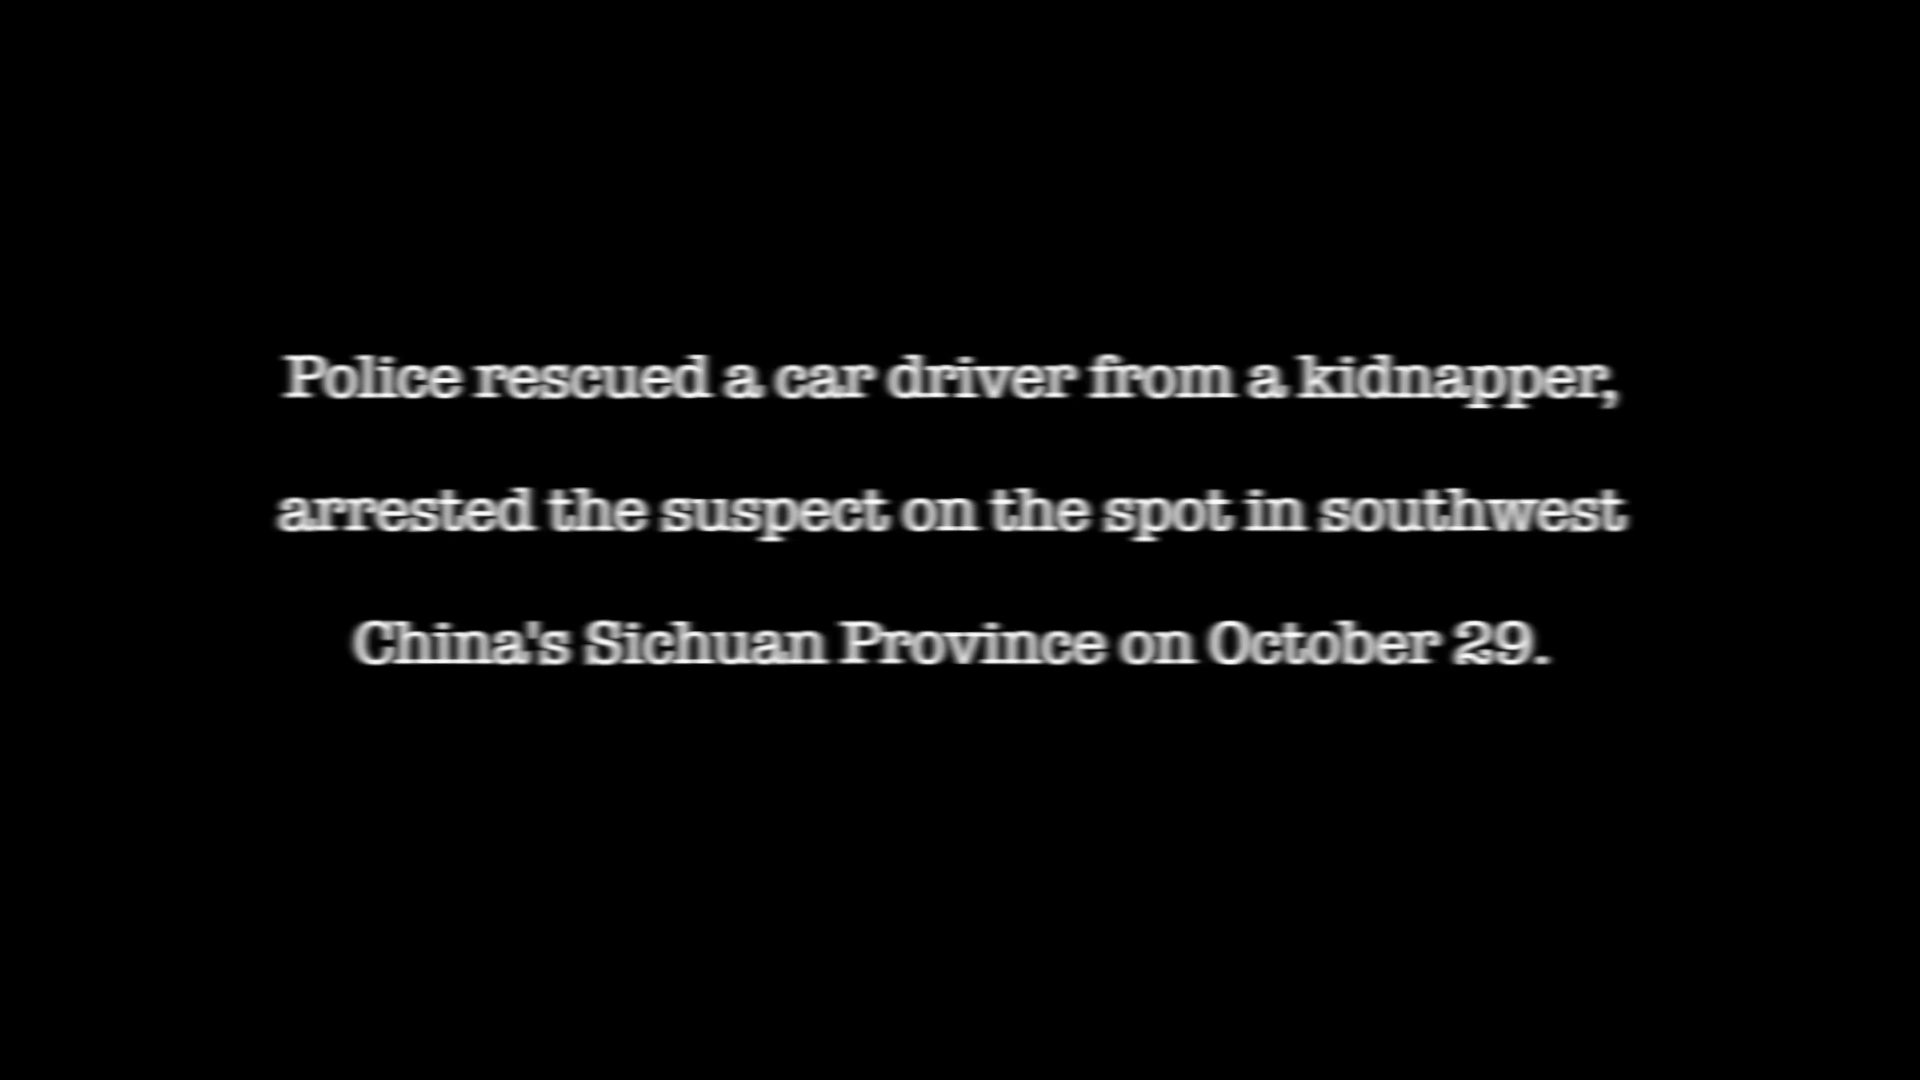 Police rescued a car driver from a kidnapper,
arrested the suspect on the spot in southwest
China's Sichuan Province on October 29.